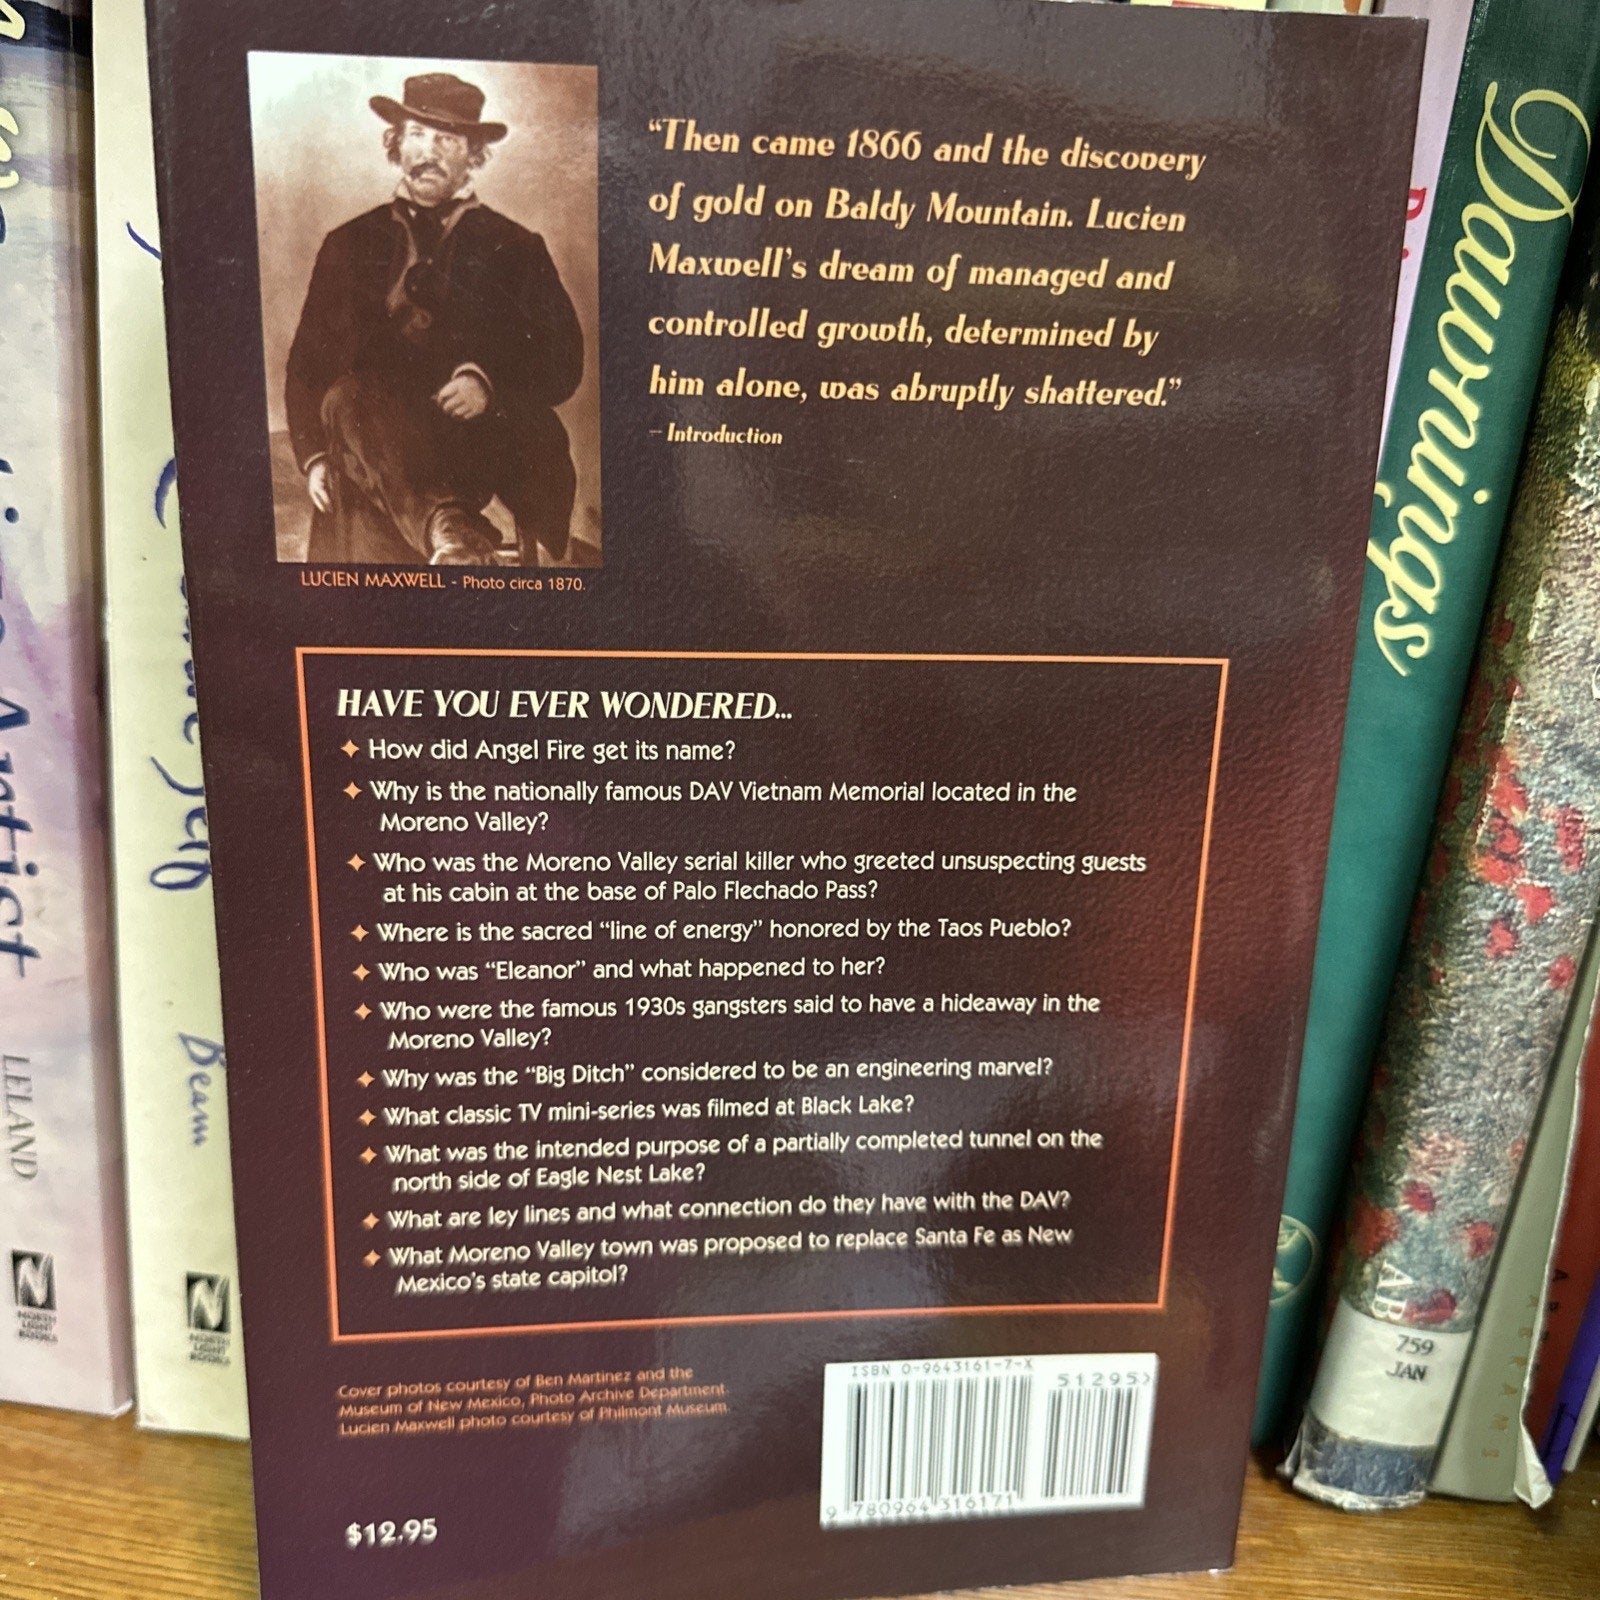 “Then came 1866 and the discovery
of gold on Baldy Mountain. Lucien
Maxwell’s dream of managed and
controlled growth, determined by
him alone, was abruptly shattered.”
– Introduction
LUCIEN MAXWELL - Photo circa 1870.
HAVE YOU EVER WONDERED...
How did Angel Fire get its name?
Why is the nationally famous DAV Vietnam Memorial located in the
Moreno Valley?
Who was the Moreno Valley serial killer who greeted unsuspecting guests
at his cabin at the base of Palo Flechado Pass?
Where is the sacred “line of energy” honored by the Taos Pueblo?
Who was “Eleanor” and what happened to her?
Who were the famous 1930s gangsters said to have a hideaway in the
Moreno Valley?
Why was the “Big Ditch” considered to be an engineering marvel?
What classic TV mini-series was filmed at Black Lake?
What was the intended purpose of a partially completed tunnel on the
north side of Eagle Nest Lake?
What are ley lines and what connection do they have with the DAV?
What Moreno Valley town was proposed to replace Santa Fe as New
Mexico’s state capitol?
Cover photos courtesy of Ben Martinez and the
Museum of New Mexico, Photo Archive Department.
Lucien Maxwell photo courtesy of Philmont Museum.
$12.95
ISBN 0-9643161-7-X
51295>
9 780964 316171
Artist
LELAND
NORTH
LIGHT
BOOKS
Beam
NORTH
LIGHT
BOOKS
Dawnings
759
JAN